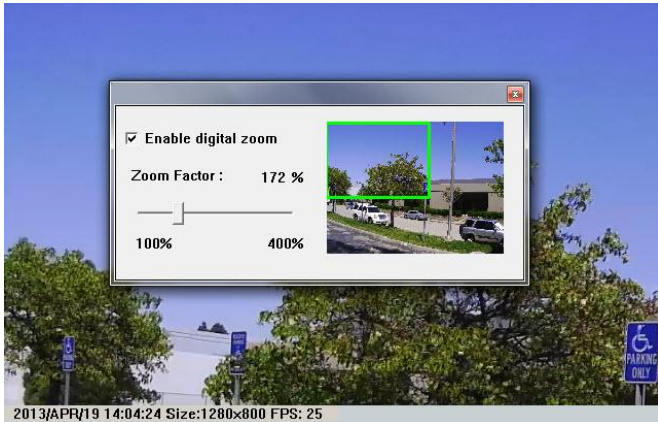 Enable digital zoom
Zoom Factor : 172 %
100% 400%
PARKING
ONLY
2013/APR/19 14:04:24 Size:1280x800 FPS: 25